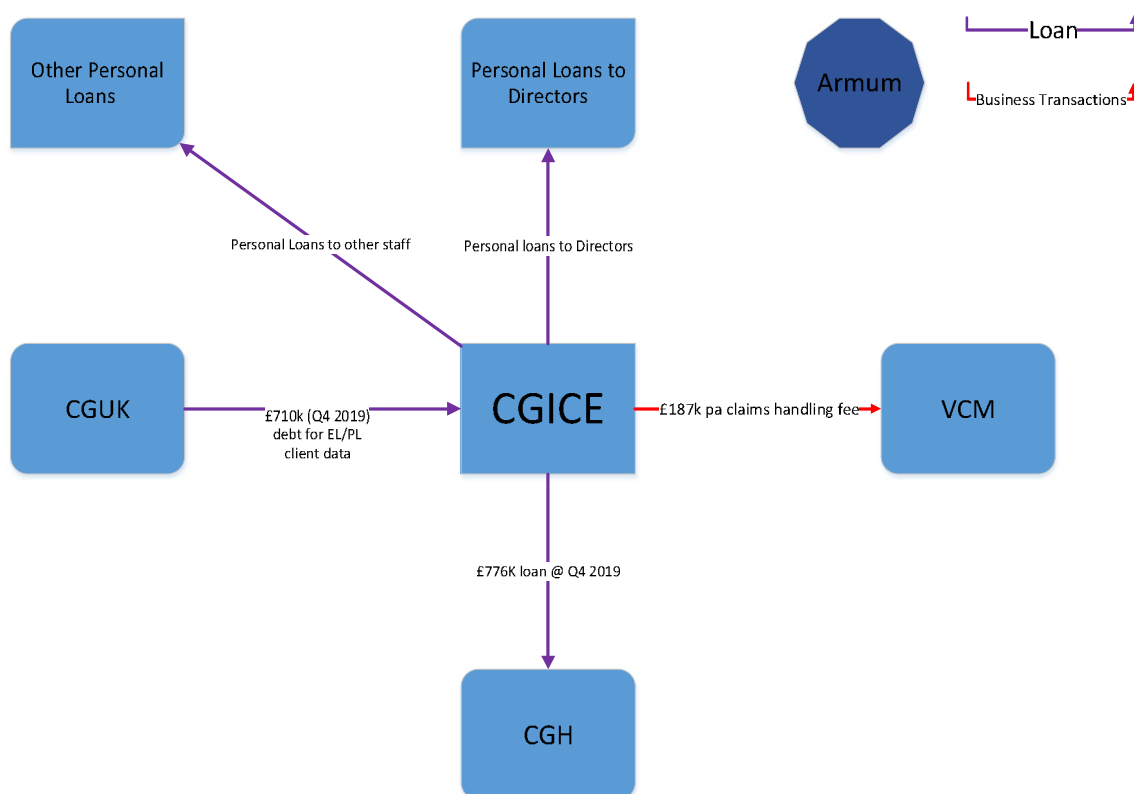 Other Personal
Loans
Personal Loans to
Directors
Armum
Loan
Business Transactions
Personal Loans to other staff
Personal loans to Directors
CGUK
£710k (Q4 2019)
debt for EL/PL
client data
CGICE
£187k pa claims handling fee
VCM
£776K loan @ Q4 2019
CGH